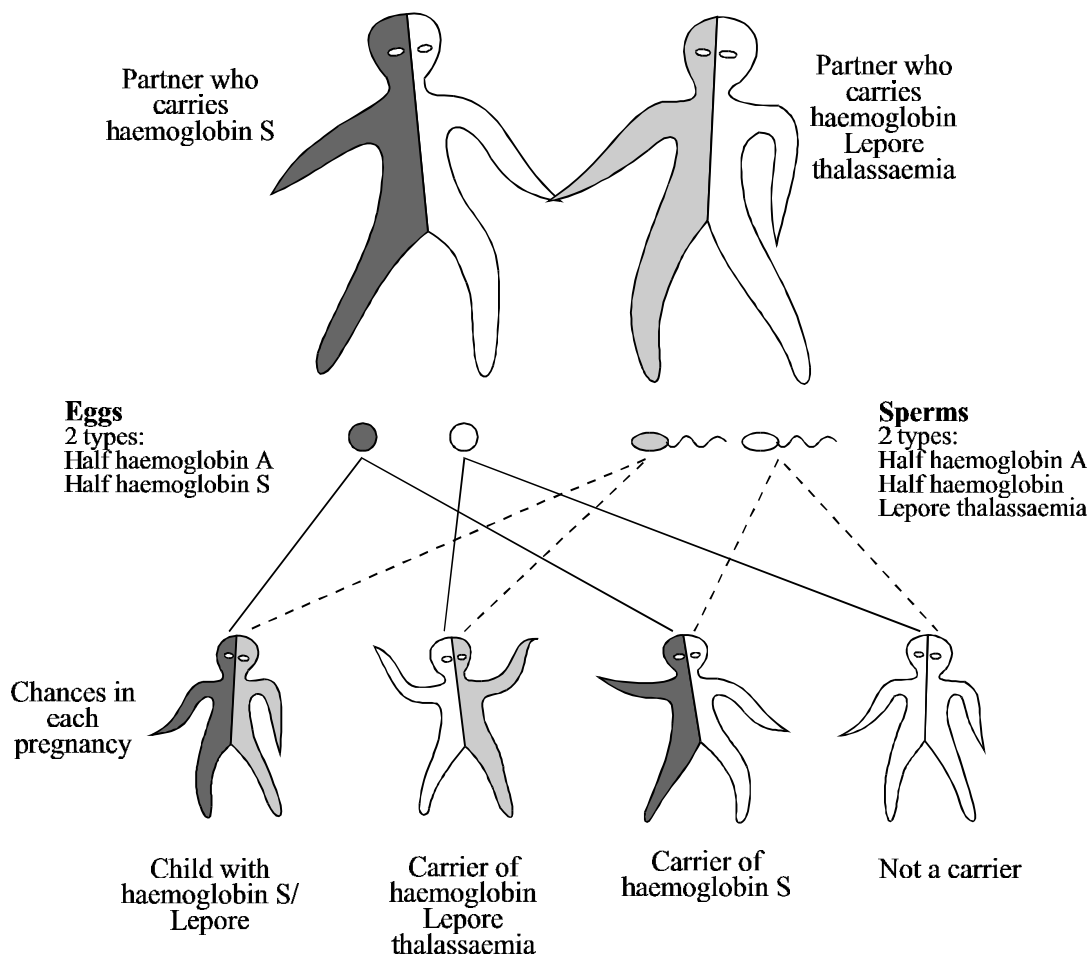 Partner who
carries
haemoglobin S
Partner who
carries
haemoglobin
Lepore
thalassaemia
Eggs
2 types:
Half haemoglobin A
Half haemoglobin S
Sperms
2 types:
Half haemoglobin A
Half haemoglobin
Lepore thalassaemia
Chances in
each
pregnancy
Child with
haemoglobin S/
Lepore
Carrier of
haemoglobin
Lepore
thalassaemia
Carrier of
haemoglobin S
Not a carrier